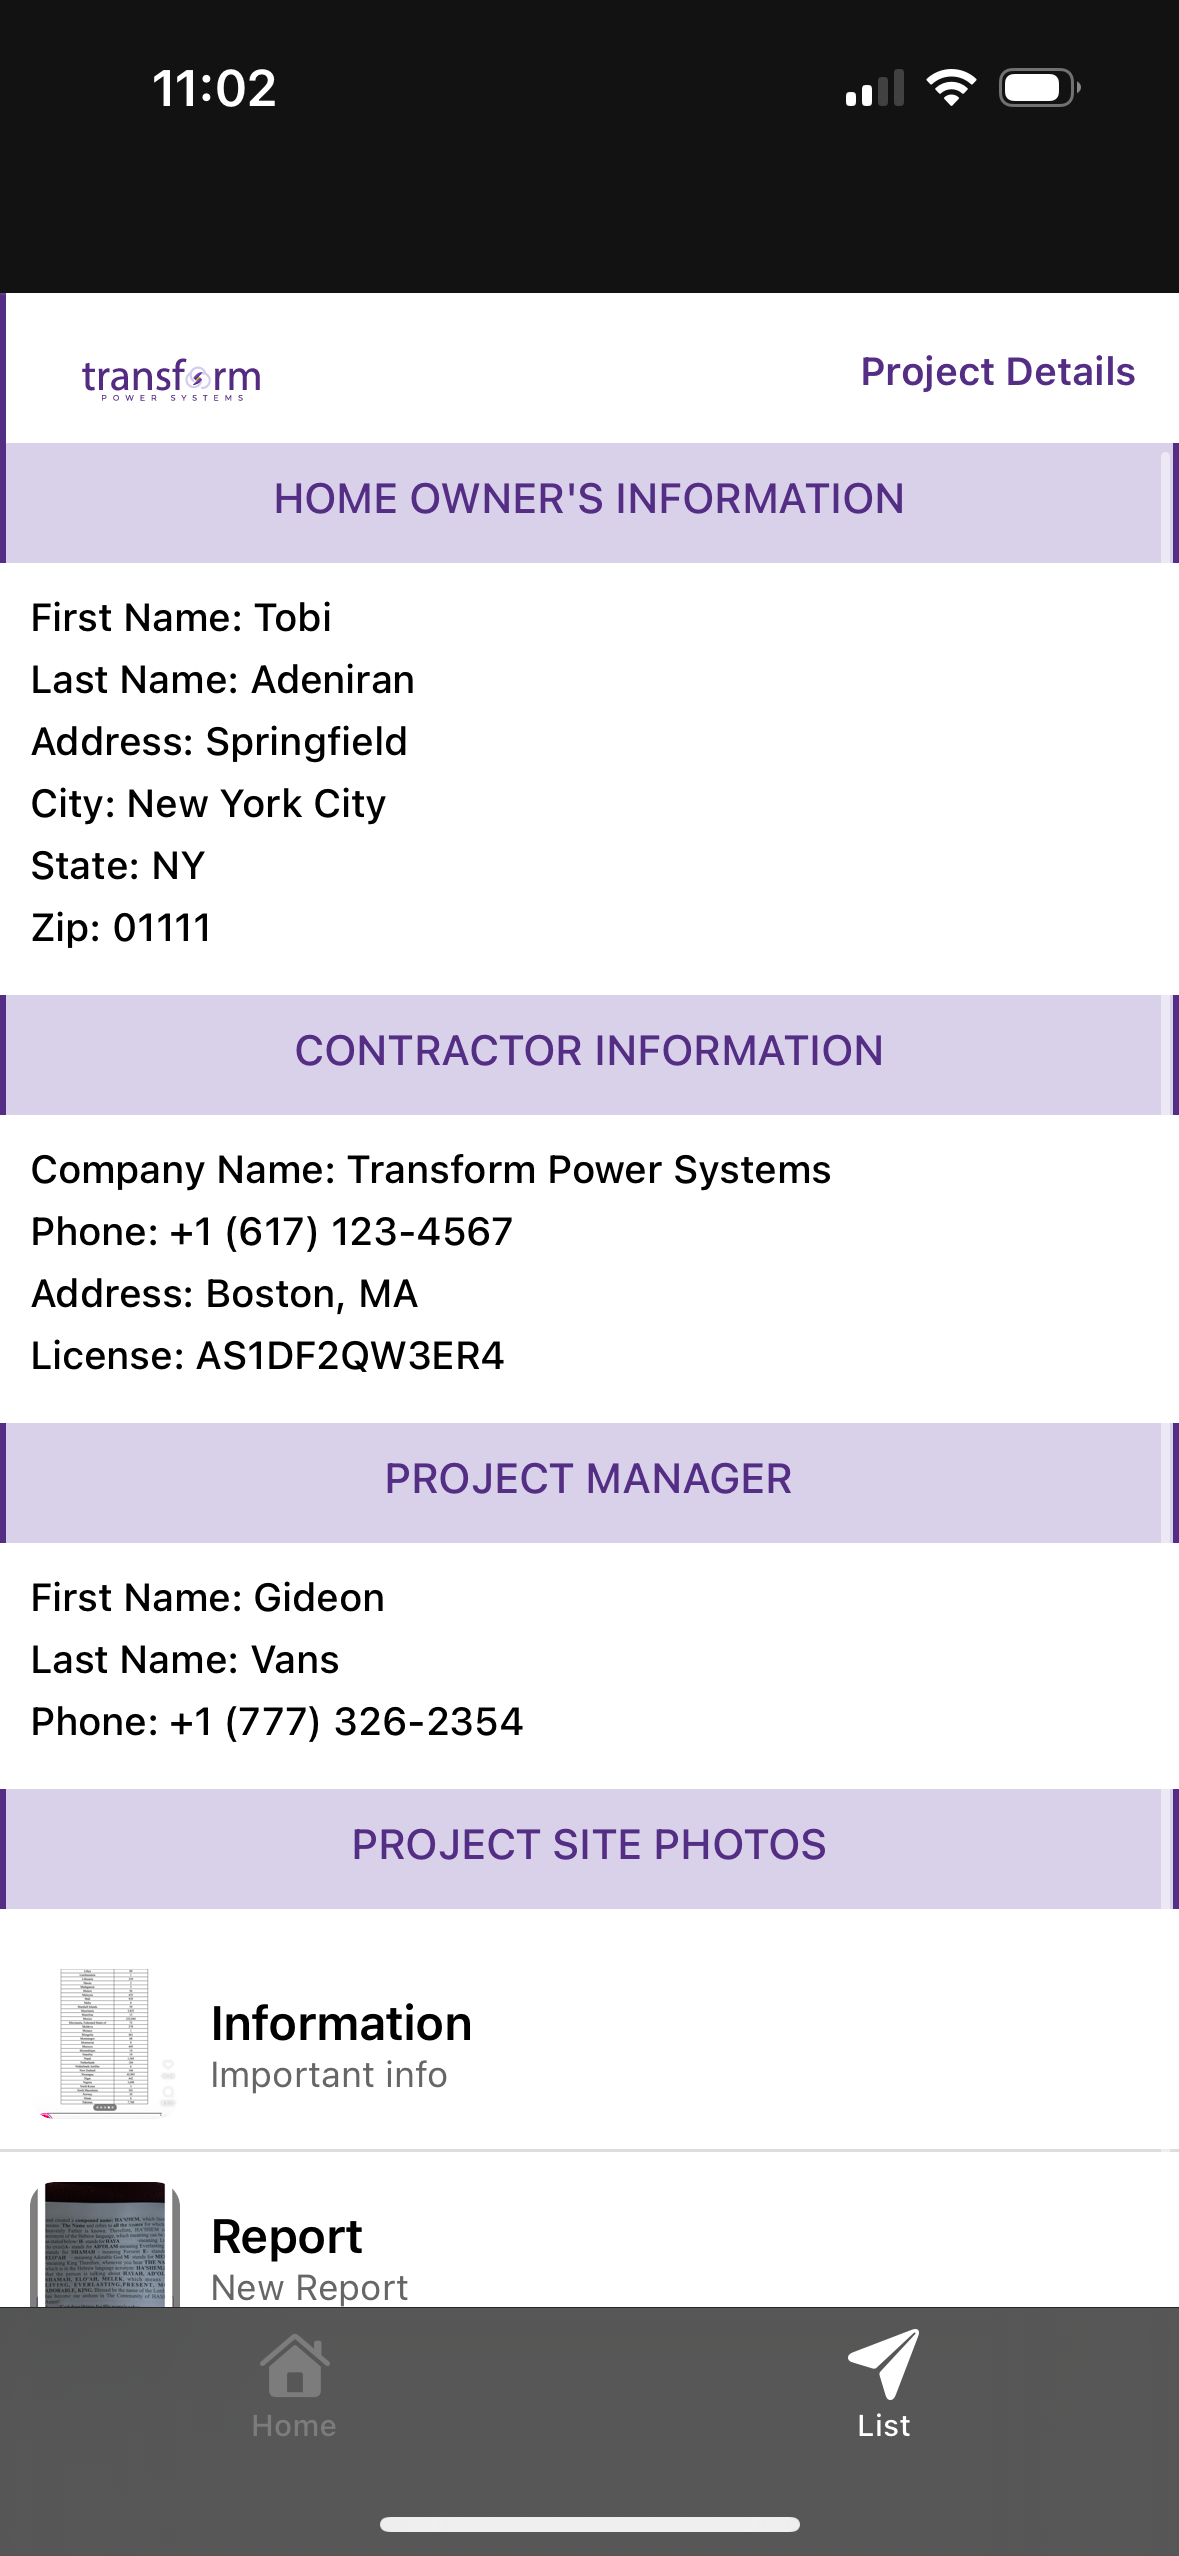 11:02
transform
POWER SYSTEMS
Project Details
HOME OWNER'S INFORMATION
First Name: Tobi
Last Name: Adeniran
Address: Springfield
City: New York City
State: NY
Zip: 01111
CONTRACTOR INFORMATION
Company Name: Transform Power Systems
Phone: +1 (617) 123-4567
Address: Boston, MA
License: AS1DF2QW3ER4
PROJECT MANAGER
First Name: Gideon
Last Name: Vans
Phone: +1 (777) 326-2354
PROJECT SITE PHOTOS
Information
Important info
Report
New Report
Home
List